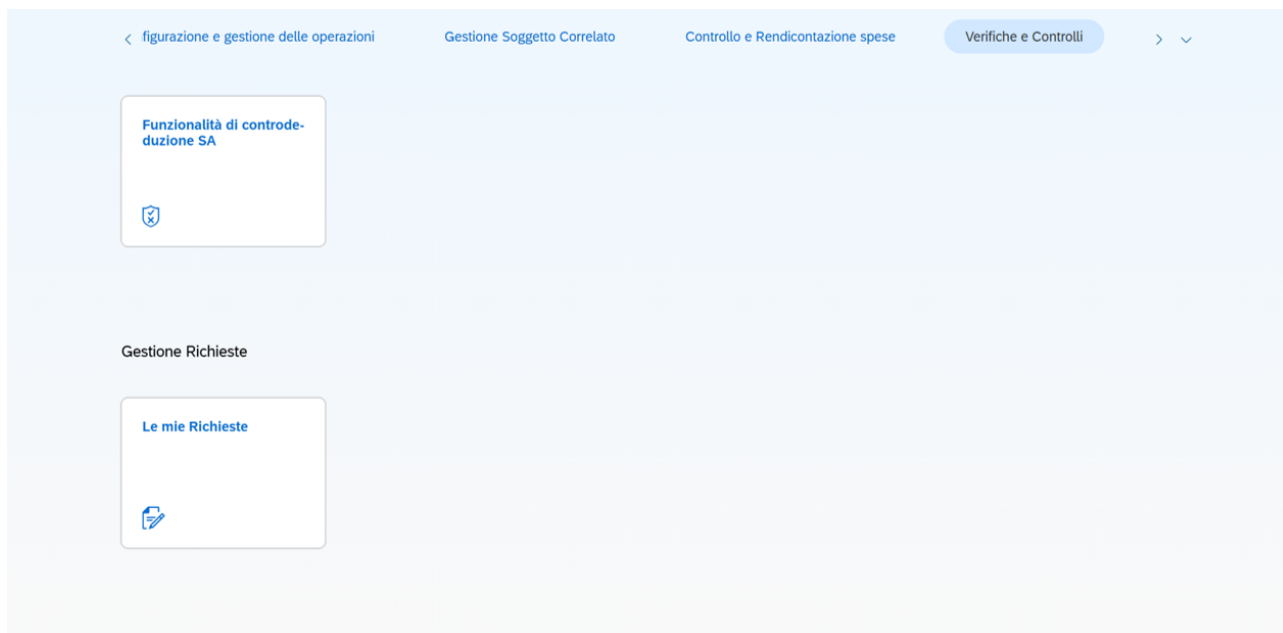 figurazione e gestione delle operazioni
Gestione Soggetto Correlato
Controllo e Rendicontazione spese
Verifiche e Controlli
Funzionalità di controde-
duzione SA
Gestione Richieste
Le mie Richieste